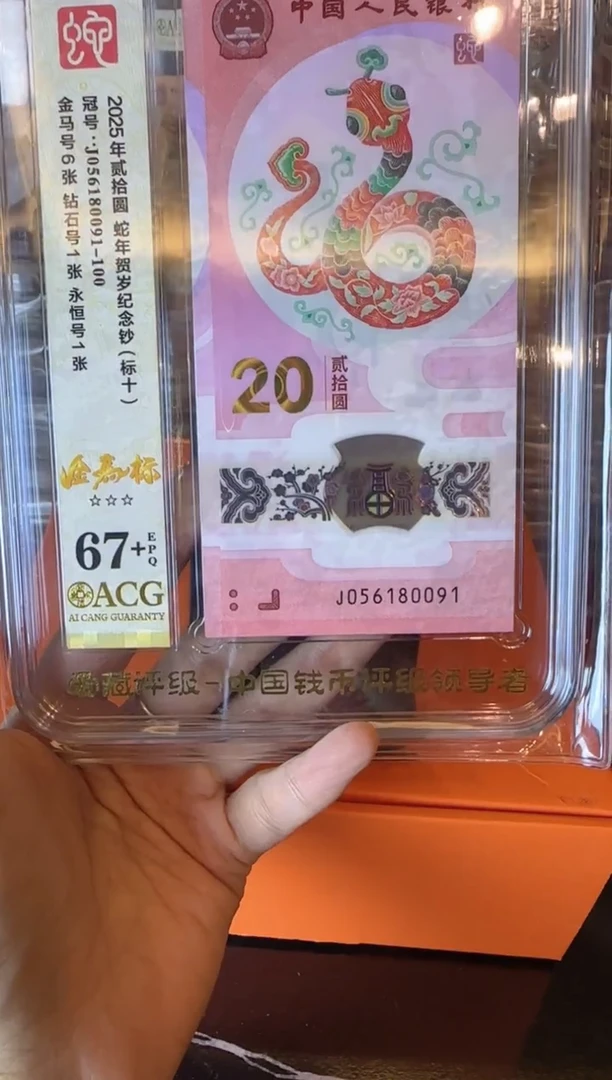 蛇
2025年贰拾圆 蛇年贺岁纪念钞(标十)
冠号:J056180091-100
金马号6张 钻石号1张 永恒号1张
☆☆☆
67+
EPQ
ACG
AI CANG GUARANTY
中国人民银行
20
贰拾圆
J056180091
爱藏评级-中国钱币评级领导者